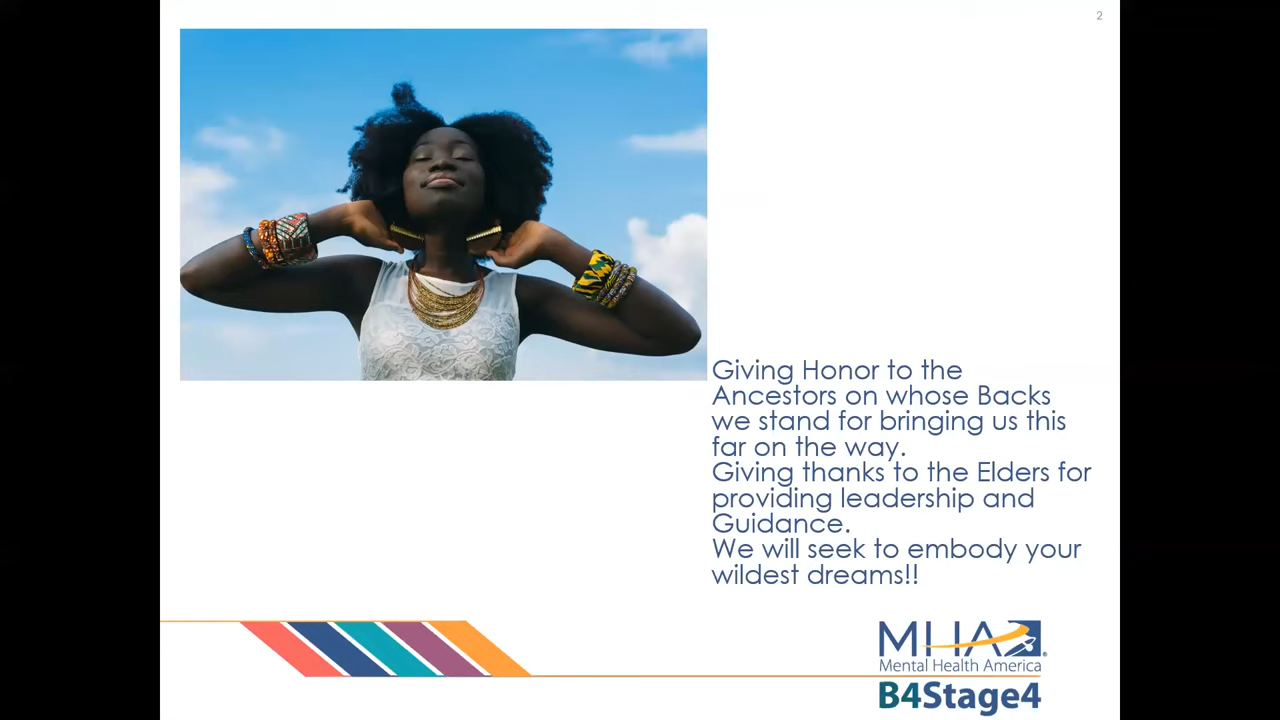 2
Giving Honor to the
Ancestors on whose Backs
we stand for bringing us this
far on the way.
Giving thanks to the Elders for
providing leadership and
Guidance.
We will seek to embody your
wildest dreams!!
MHA®
Mental Health America
B4Stage4